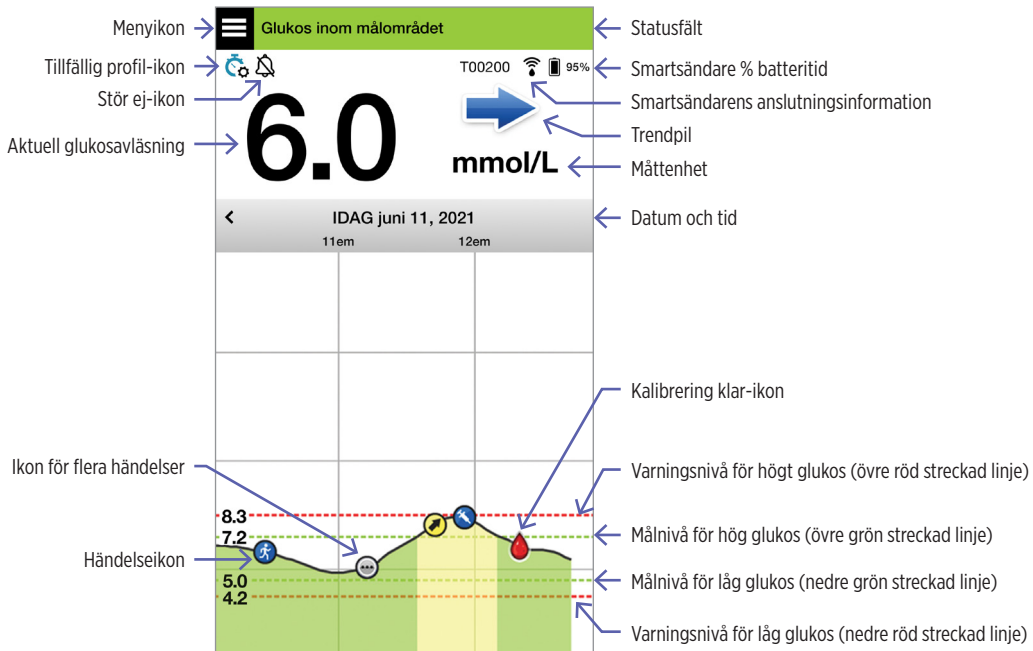 Menyikon
Glukos inom målområdet
Statusfält
Tillfällig profil-ikon
T00200
95%
Smartsändare % batteritid
Stör ej-ikon
Smartsändarens anslutningsinformation
Trendpil
Aktuell glukosavläsning
6.0
mmol/L
Måttenhet
IDAG juni 11, 2021
Datum och tid
11em
12em
Kalibrering klar-ikon
Ikon för flera händelser
Varningsnivå för högt glukos (övre röd streckad linje)
8.3
7.2
Målnivå för hög glukos (övre grön streckad linje)
Händelseikon
5.0
Målnivå för låg glukos (nedre grön streckad linje)
4.2
Varningsnivå för låg glukos (nedre röd streckad linje)